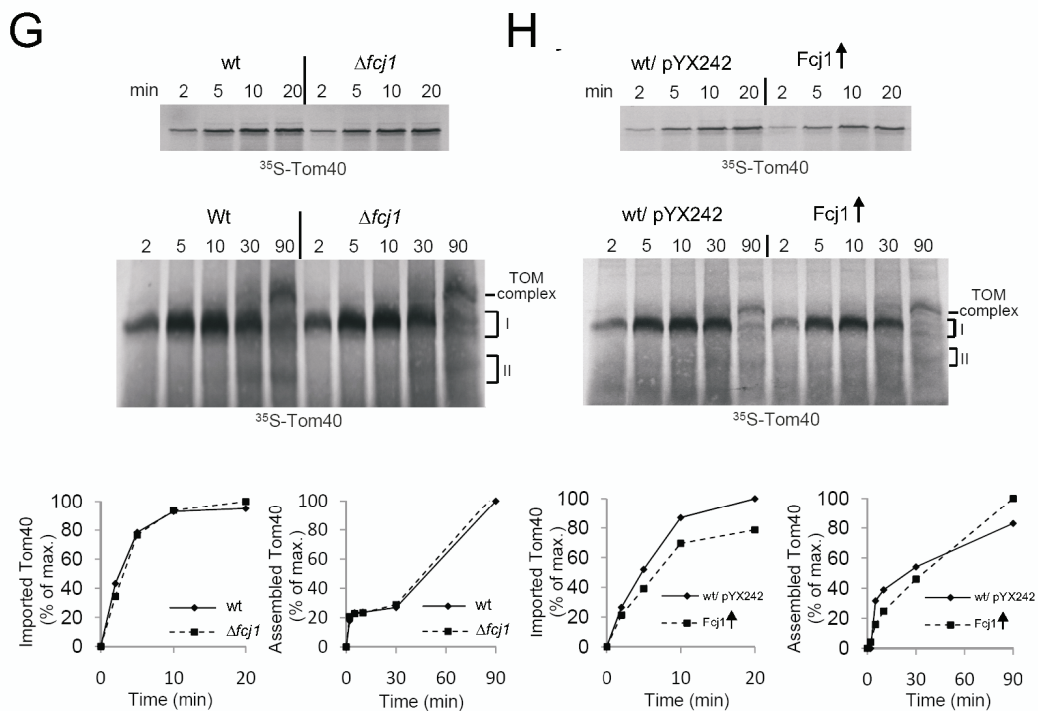 G
wt Δfcj1
min 2 5 10 20 2 5 10 20
³⁵S-Tom40
Wt Δfcj1
2 5 10 30 90 2 5 10 30 90
TOM
complex
I
II
³⁵S-Tom40
100
80
60
40
20
0
Imported Tom40
(% of max.)
wt
Δfcj1
0 10 20
Time (min)
100
80
60
40
20
0
Assembled Tom40
(% of max.)
wt
Δfcj1
0 30 60 90
Time (min)
H
wt/ pYX242 Fcj1↑
min 2 5 10 20 2 5 10 20
³⁵S-Tom40
wt/ pYX242 Fcj1↑
2 5 10 30 90 2 5 10 30 90
TOM
complex
I
II
³⁵S-Tom40
100
80
60
40
20
0
Imported Tom40
(% of max.)
wt/ pYX242
Fcj1↑
0 10 20
Time (min)
100
80
60
40
20
0
Assembled Tom40
(% of max.)
wt/ pYX242
Fcj1↑
0 30 60 90
Time (min)